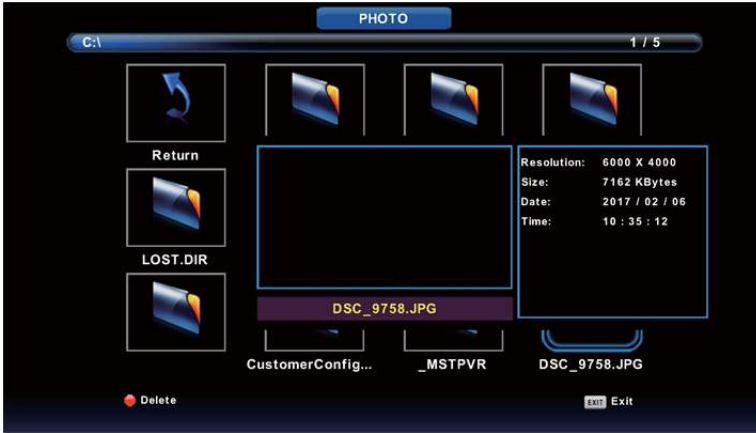 PHOTO
C:\
1 / 5
Return
Resolution: 6000 X 4000
Size: 7162 KBytes
Date: 2017 / 02 / 06
Time: 10 : 35 : 12
LOST.DIR
DSC_9758.JPG
CustomerConfig...
_MSTPVR
DSC_9758.JPG
Delete
EXIT Exit